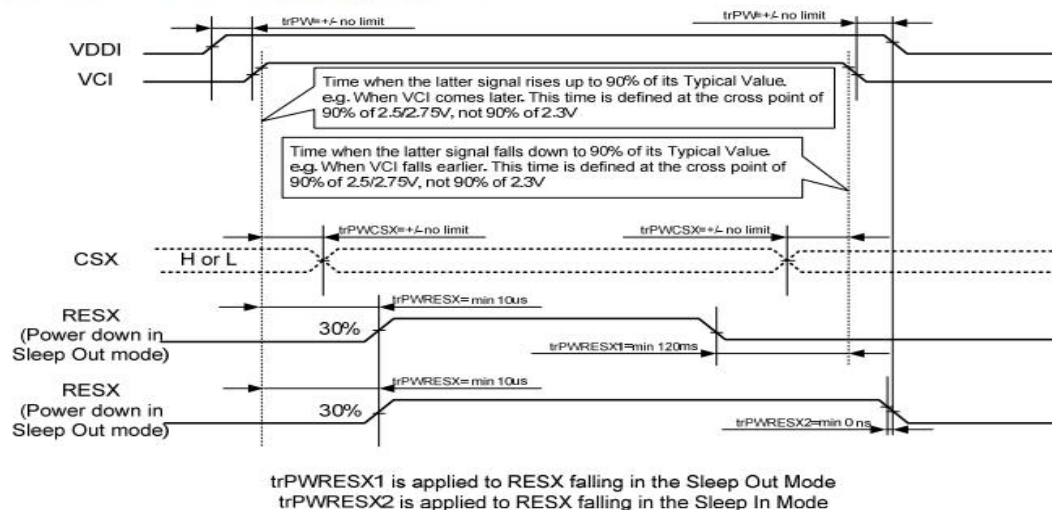 trPW=+/- no limit
trPW=+/- no limit
VDDI
VCI
Time when the latter signal rises up to 90% of its Typical Value.
e.g. When VCI comes later. This time is defined at the cross point of
90% of 2.5/2.75V, not 90% of 2.3V
Time when the latter signal falls down to 90% of its Typical Value.
e.g. When VCI falls earlier. This time is defined at the cross point of
90% of 2.5/2.75V, not 90% of 2.3V
trPWCSX=+/- no limit
trPWCSX=+/- no limit
CSX
H or L
trPWRESX= min 10us
RESX
(Power down in
Sleep Out mode)
30%
trPWRESX1=min 120ms
trPWRESX= min 10us
RESX
(Power down in
Sleep Out mode)
30%
trPWRESX2=min 0 ns
trPWRESX1 is applied to RESX falling in the Sleep Out Mode
trPWRESX2 is applied to RESX falling in the Sleep In Mode